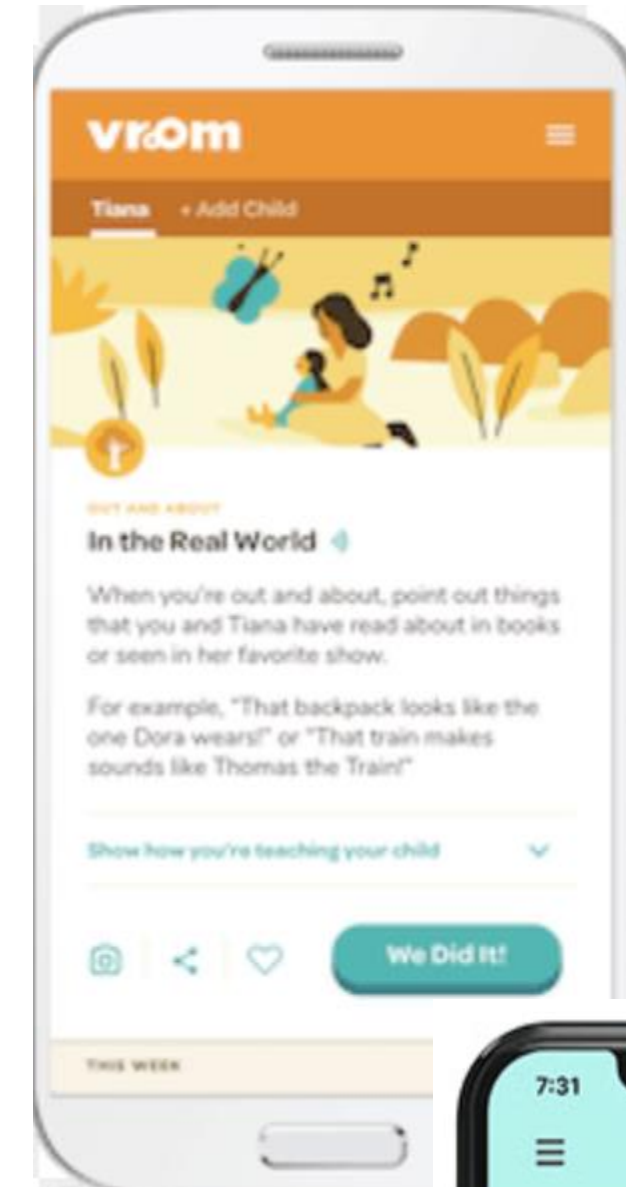 vroom
Tiana + Add Child
OUT AND ABOUT
In the Real World
When you're out and about, point out things
that you and Tiana have read about in books
or seen in her favorite show.
For example, "That backpack looks like the
one Dora wears!" or "That train makes
sounds like Thomas the Train!"
Show how you're teaching your child
We Did It!
THIS WEEK
7:31